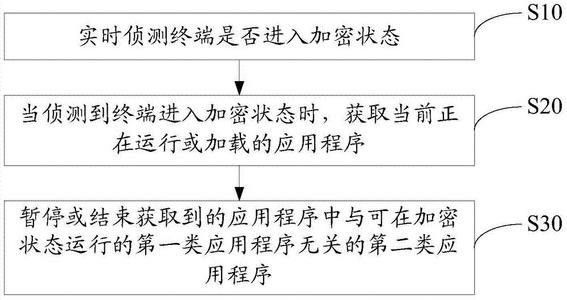 S10
实时侦测终端是否进入加密状态
S20
当侦测到终端进入加密状态时，获取当前正
在运行或加载的应用程序
S30
暂停或结束获取到的应用程序中与可在加密
状态运行的第一类应用程序无关的第二类应
用程序